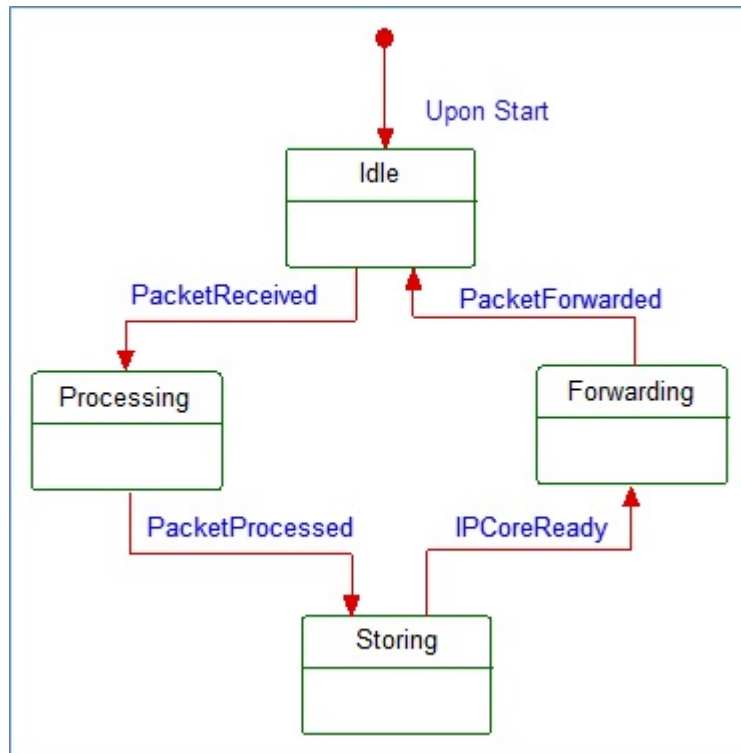 Upon Start
Idle
PacketReceived
PacketForwarded
Processing
Forwarding
PacketProcessed
IPCoreReady
Storing